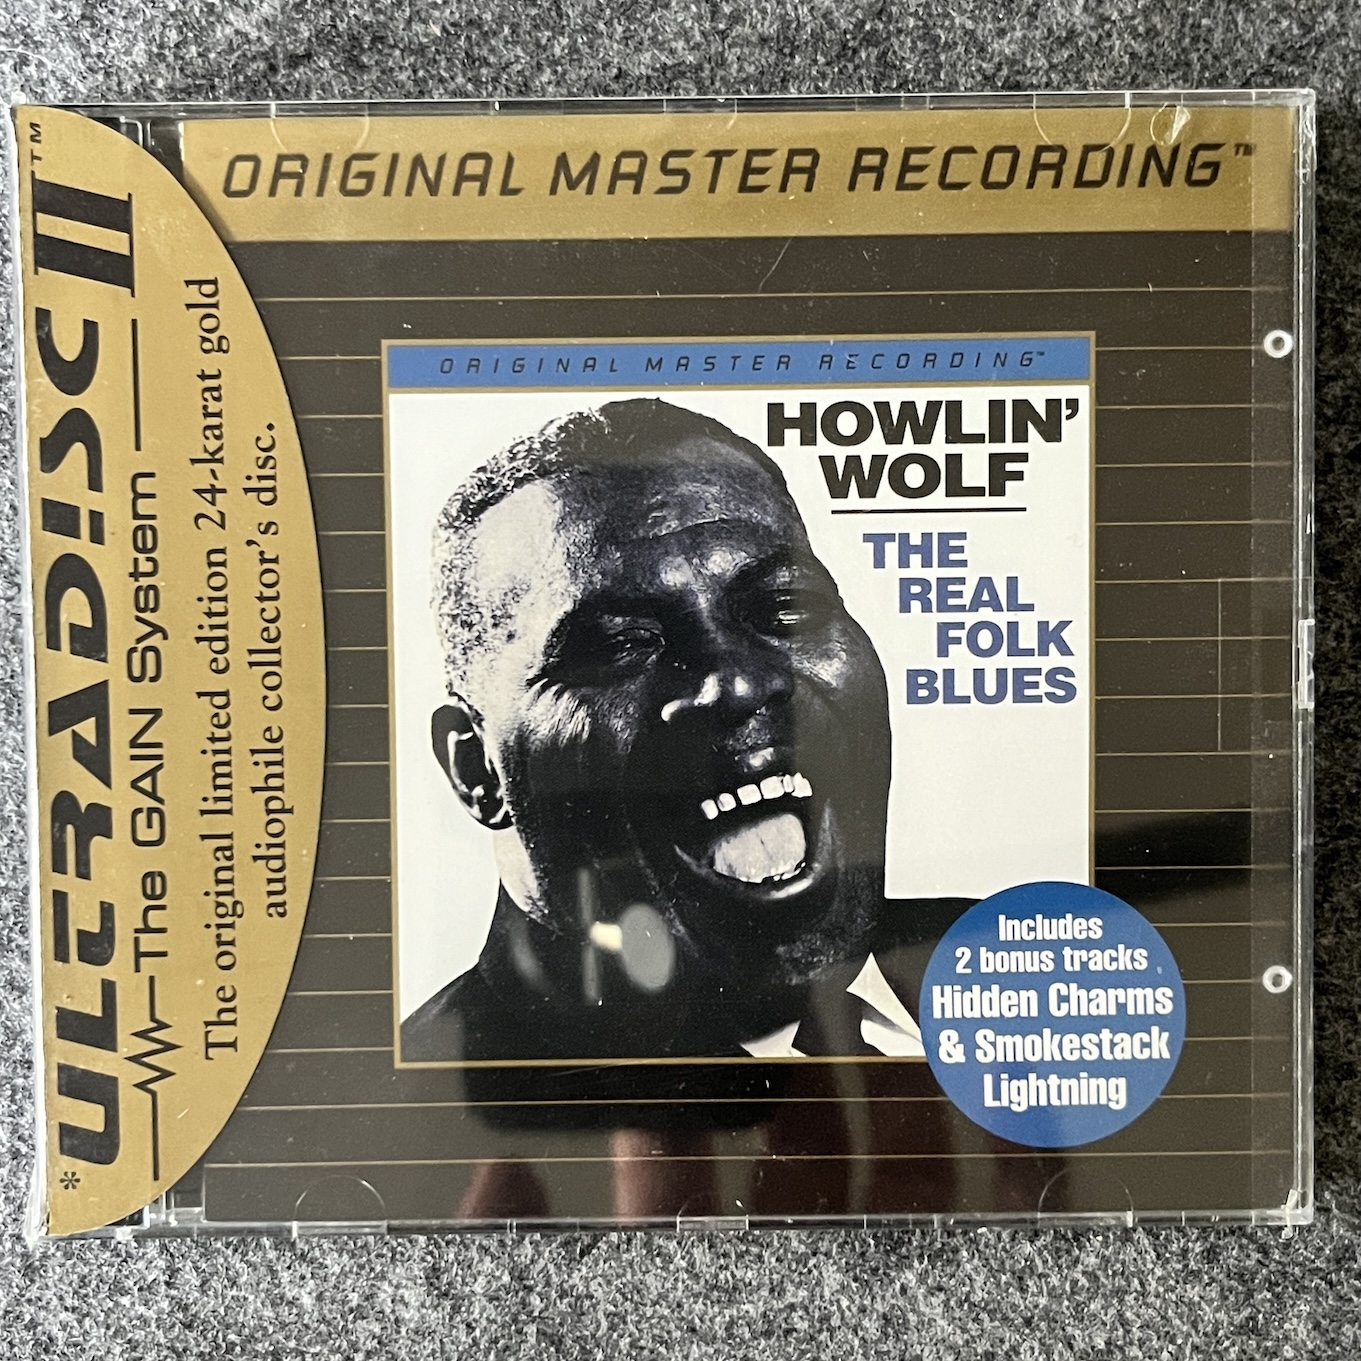 ORIGINAL MASTER RECORDING™
*ULTRADISC II™
The GAIN System
The original limited edition 24-karat gold
audiophile collector's disc.
ORIGINAL MASTER RECORDING™
HOWLIN'
WOLF
THE
REAL
FOLK
BLUES
Includes
2 bonus tracks
Hidden Charms
& Smokestack
Lightning